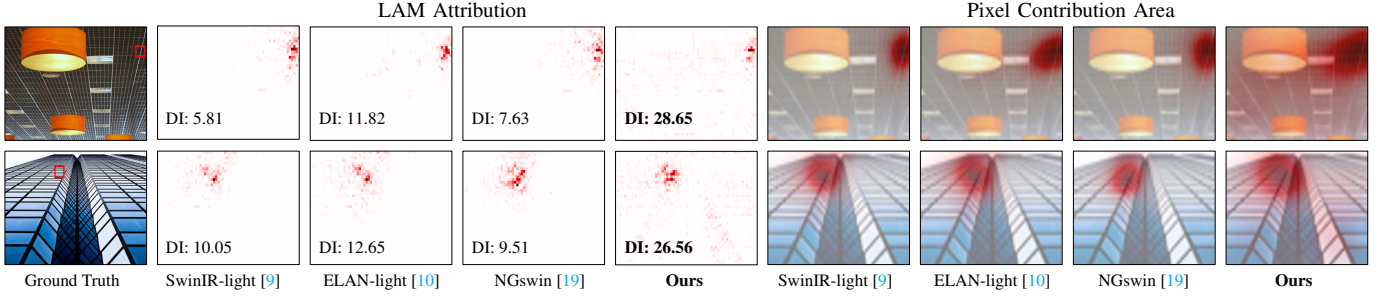 LAM Attribution Pixel Contribution Area
DI: 5.81 DI: 11.82 DI: 7.63 DI: 28.65
DI: 10.05 DI: 12.65 DI: 9.51 DI: 26.56
Ground Truth SwinIR-light [9] ELAN-light [10] NGswin [19] Ours SwinIR-light [9] ELAN-light [10] NGswin [19] Ours